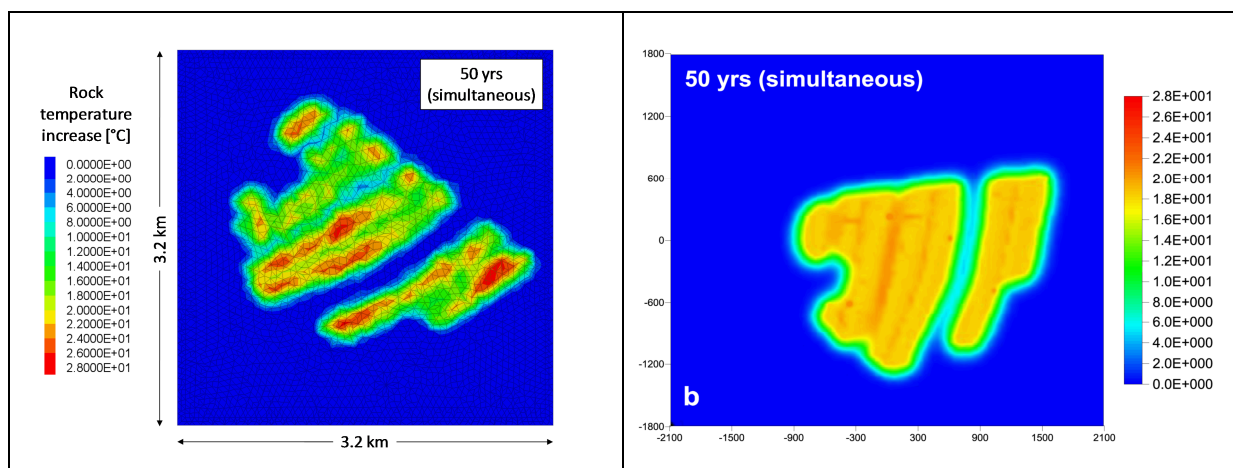 50 yrs
(simultaneous)
Rock
temperature
increase [°C]
0.0000E+00
2.0000E+00
4.0000E+00
6.0000E+00
8.0000E+00
1.0000E+01
1.2000E+01
1.4000E+01
1.6000E+01
1.8000E+01
2.0000E+01
2.2000E+01
2.4000E+01
2.6000E+01
2.8000E+01
3.2 km
3.2 km
50 yrs (simultaneous)
b
1800
1200
600
0
-600
-1200
-1800
-2100
-1500
-900
-300
300
900
1500
2100
2.8E+001
2.6E+001
2.4E+001
2.2E+001
2.0E+001
1.8E+001
1.6E+001
1.4E+001
1.2E+001
1.0E+001
8.0E+000
6.0E+000
4.0E+000
2.0E+000
0.0E+000